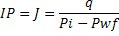 IP = J = q / (Pi − Pwf)